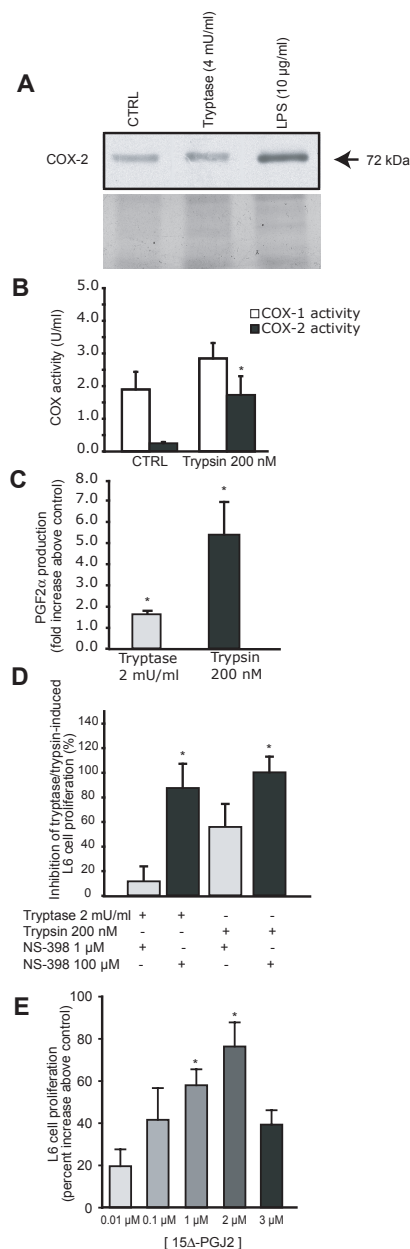 A
CTRL
Tryptase (4 mU/ml)
LPS (10 µg/ml)
COX-2
72 kDa
B
COX activity (U/ml)
5.0
4.0
3.0
2.0
1.0
0.0
COX-1 activity
COX-2 activity
*
CTRL
Trypsin 200 nM
C
PGF2α production
(fold increase above control)
8.0
7.0
6.0
5.0
4.0
3.0
2.0
1.0
0.0
*
*
Tryptase
2 mU/ml
Trypsin
200 nM
D
Inhibition of tryptase/trypsin-induced
L6 cell proliferation (%)
140
120
100
80
60
40
20
0
*
*
Tryptase 2 mU/ml + + - -
Trypsin 200 nM - - + +
NS-398 1 µM + - + -
NS-398 100 µM - + - +
E
L6 cell proliferation
(percent increase above control)
100
80
60
40
20
0
*
*
0.01 µM 0.1 µM 1 µM 2 µM 3 µM
[ 15Δ-PGJ2 ]